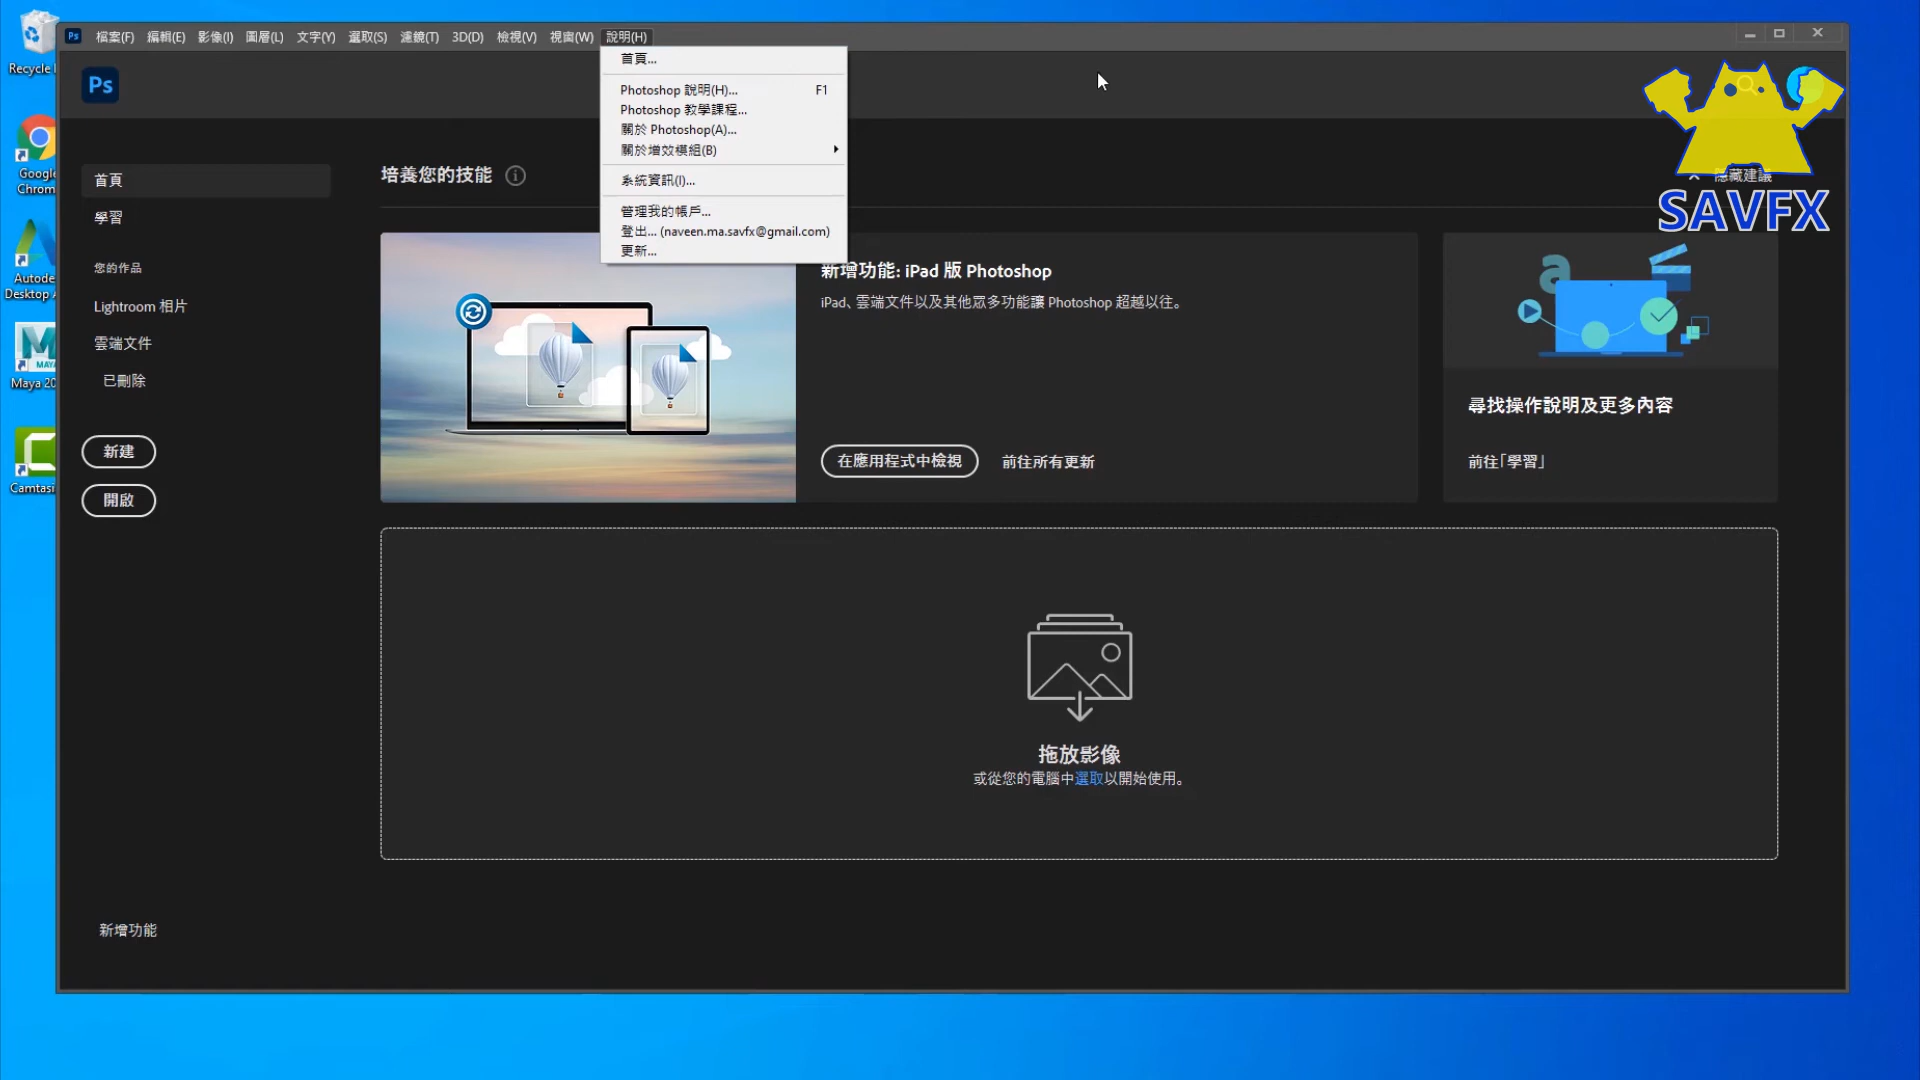 Recycle
Google
Chrom
Autode
Desktop
MAYA
Maya 20
Camtasi
Ps 檔案(F) 編輯(E) 影像(I) 圖層(L) 文字(Y) 選取(S) 濾鏡(T) 3D(D) 檢視(V) 視窗(W) 說明(H)
Ps
首頁...
Photoshop 說明(H)... F1
Photoshop 教學課程...
關於 Photoshop(A)...
關於增效模組(B)
系統資訊(I)...
管理我的帳戶...
登出... (naveen.ma.savfx@gmail.com)
更新...
首頁
學習
您的作品
Lightroom 相片
雲端文件
已刪除
新建
開啟
新增功能
培養您的技能
隱藏建議
SAVFX
新增功能: iPad 版 Photoshop
iPad、雲端文件以及其他眾多功能讓 Photoshop 超越以往。
在應用程式中檢視 前往所有更新
a
尋找操作說明及更多內容
前往「學習」
拖放影像
或從您的電腦中選取以開始使用。